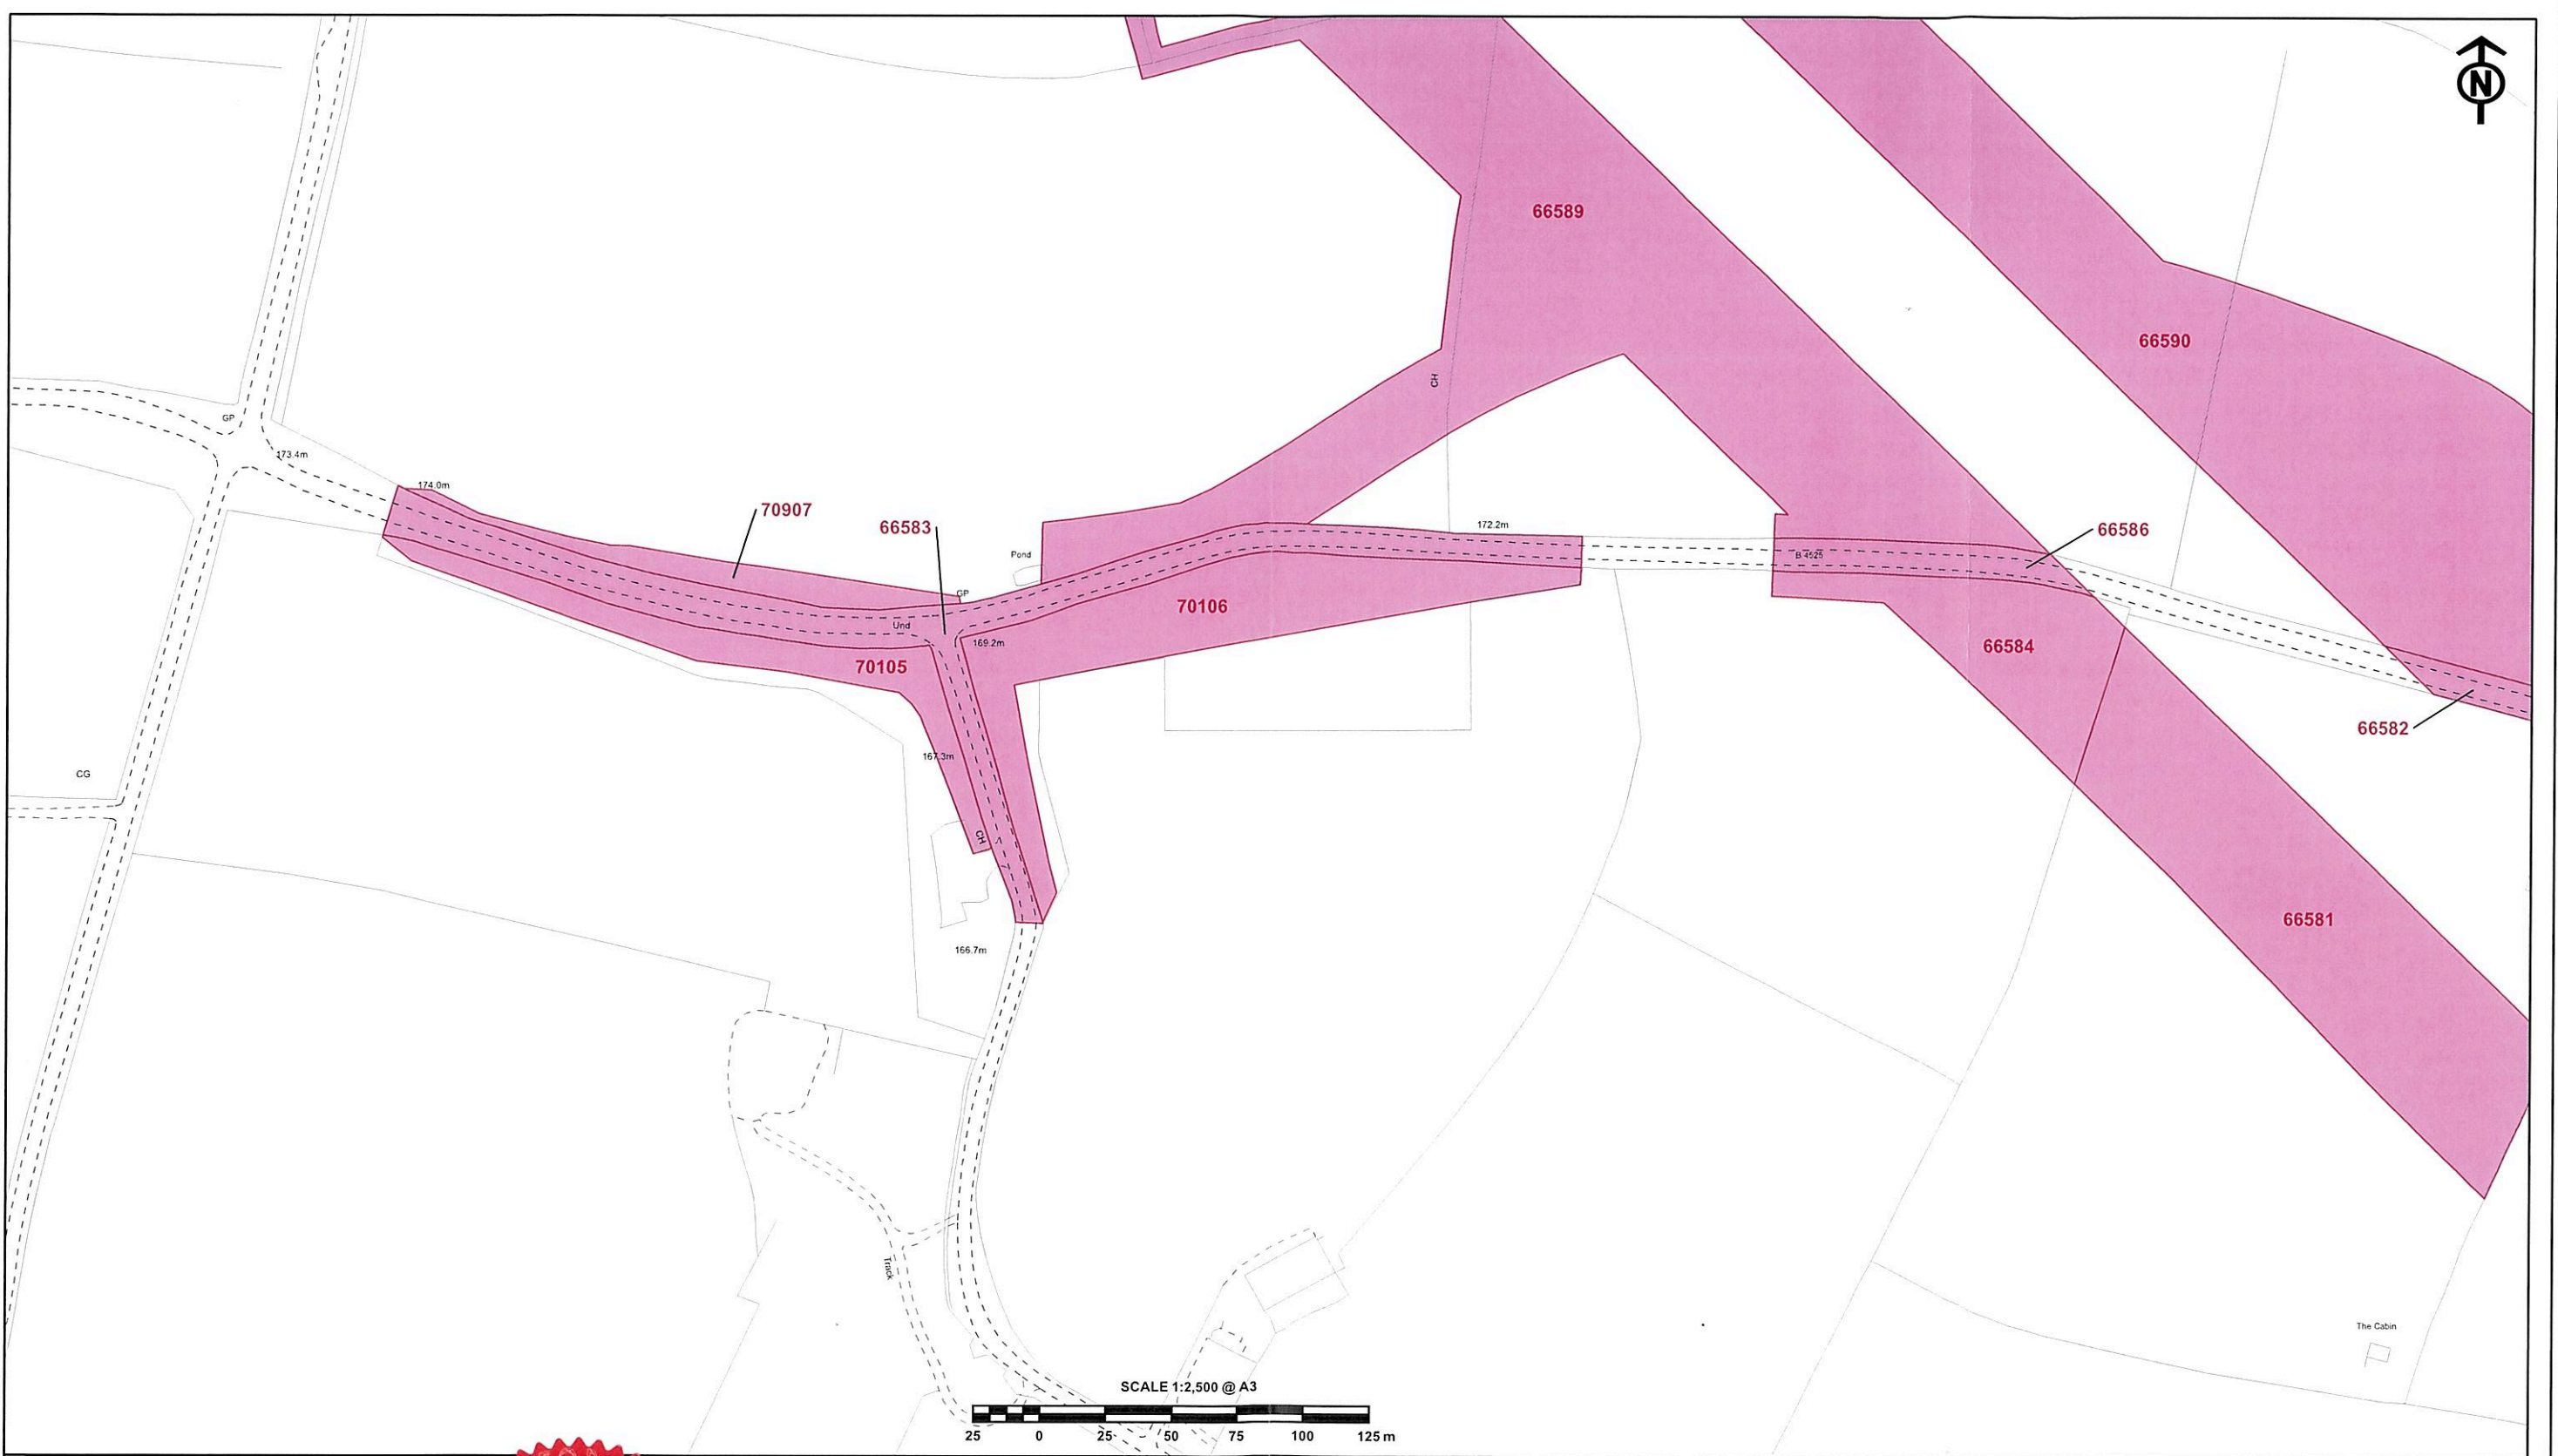 N
66589
66590
CH
GP
173.4m
174.0m
70907
66583
172.2m
66586
B 4525
Pond
GP
70106
Und
169.2m
66584
70105
66582
167.3m
CG
CH
66581
166.7m
Track
The Cabin
SCALE 1:2,500 @ A3
25 0 25 50 75 100 125 m